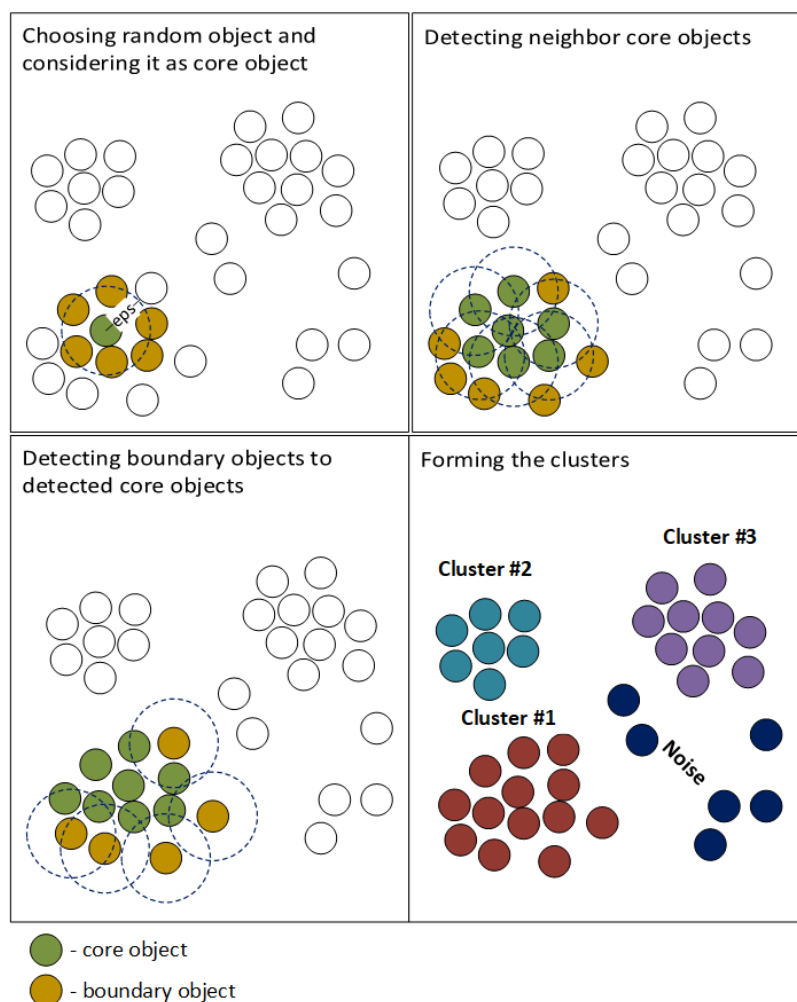 Choosing random object and
considering it as core object
eps
Detecting neighbor core objects
Detecting boundary objects to
detected core objects
Forming the clusters
Cluster #3
Cluster #2
Cluster #1
Noise
- core object
- boundary object